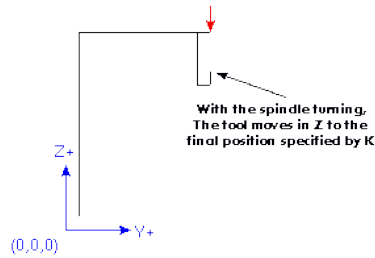 With the spindle turning,
The tool moves in Z to the
final position specified by K
Z+
Y+
(0,0,0)